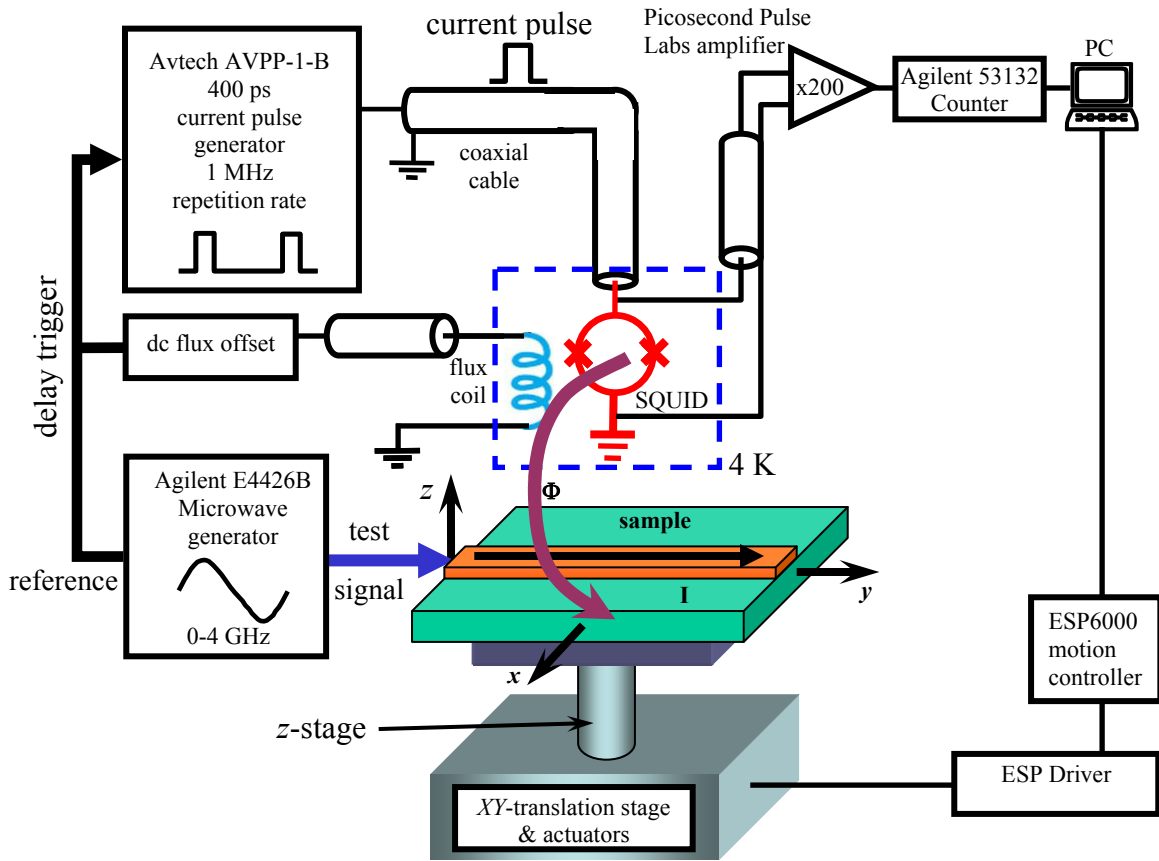 current pulse
Picosecond Pulse
Labs amplifier
PC
Avtech AVPP-1-B
400 ps
current pulse
generator
1 MHz
repetition rate
x200
Agilent 53132
Counter
coaxial
cable
delay trigger
dc flux offset
flux
coil
SQUID
4 K
Agilent E4426B
Microwave
generator
0-4 GHz
reference
test
signal
z
Φ
sample
I
y
x
ESP6000
motion
controller
z-stage
ESP Driver
XY-translation stage
& actuators